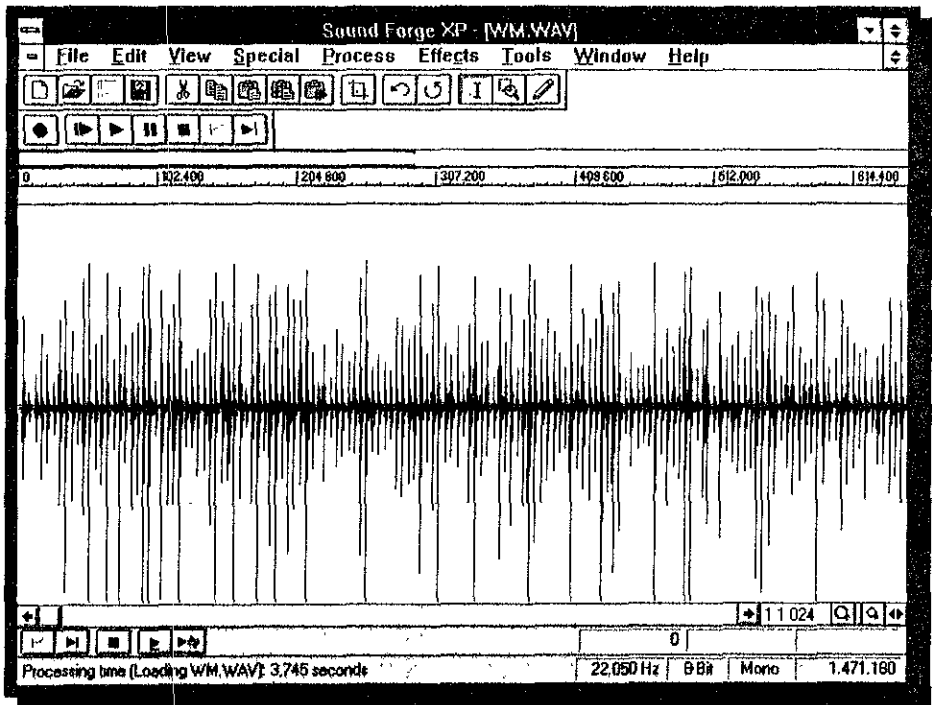 Sound Forge XP - [WM.WAV]
File Edit View Special Process Effects Tools Window Help
0 102.400 204.800 307.200 409.600 512.000 614.400
1 1 024
0
Processing time (Loading WM.WAV): 3,745 seconds 22,050 Hz 8 Bit Mono 1.471.180